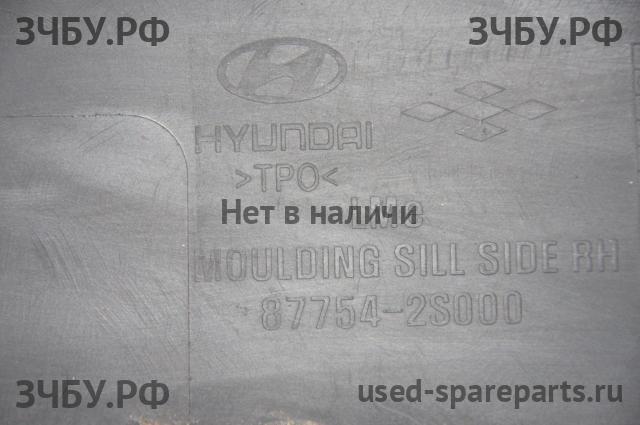 ЗЧБУ.РФ ЗЧБУ.РФ
HYUNDAI
>TPO<
Нет в наличи
LMc
MOULDING SILL SIDE RH
87754-2S000
ЗЧБУ.РФ used-spareparts.ru